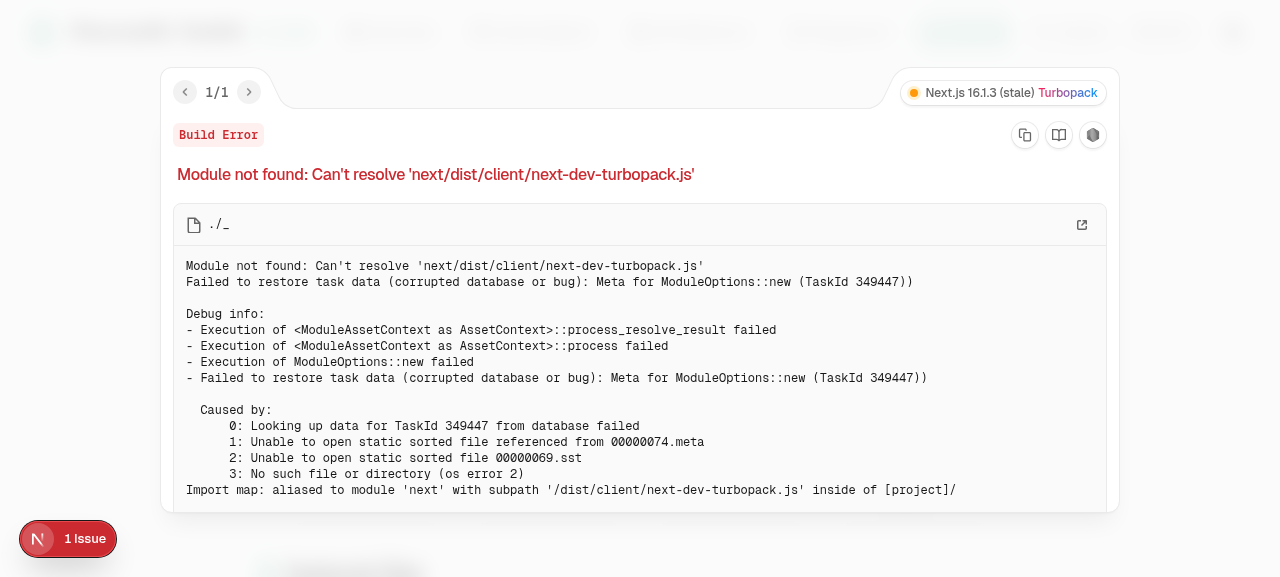 1/1
Next.js 16.1.3 (stale) Turbopack
Build Error
Module not found: Can't resolve 'next/dist/client/next-dev-turbopack.js'
./_
Module not found: Can't resolve 'next/dist/client/next-dev-turbopack.js'
Failed to restore task data (corrupted database or bug): Meta for ModuleOptions::new (TaskId 349447))
Debug info:
- Execution of <ModuleAssetContext as AssetContext>::process_resolve_result failed
- Execution of <ModuleAssetContext as AssetContext>::process failed
- Execution of ModuleOptions::new failed
- Failed to restore task data (corrupted database or bug): Meta for ModuleOptions::new (TaskId 349447))
Caused by:
0: Looking up data for TaskId 349447 from database failed
1: Unable to open static sorted file referenced from 00000074.meta
2: Unable to open static sorted file 00000069.sst
3: No such file or directory (os error 2)
Import map: aliased to module 'next' with subpath '/dist/client/next-dev-turbopack.js' inside of [project]/
N 1 Issue